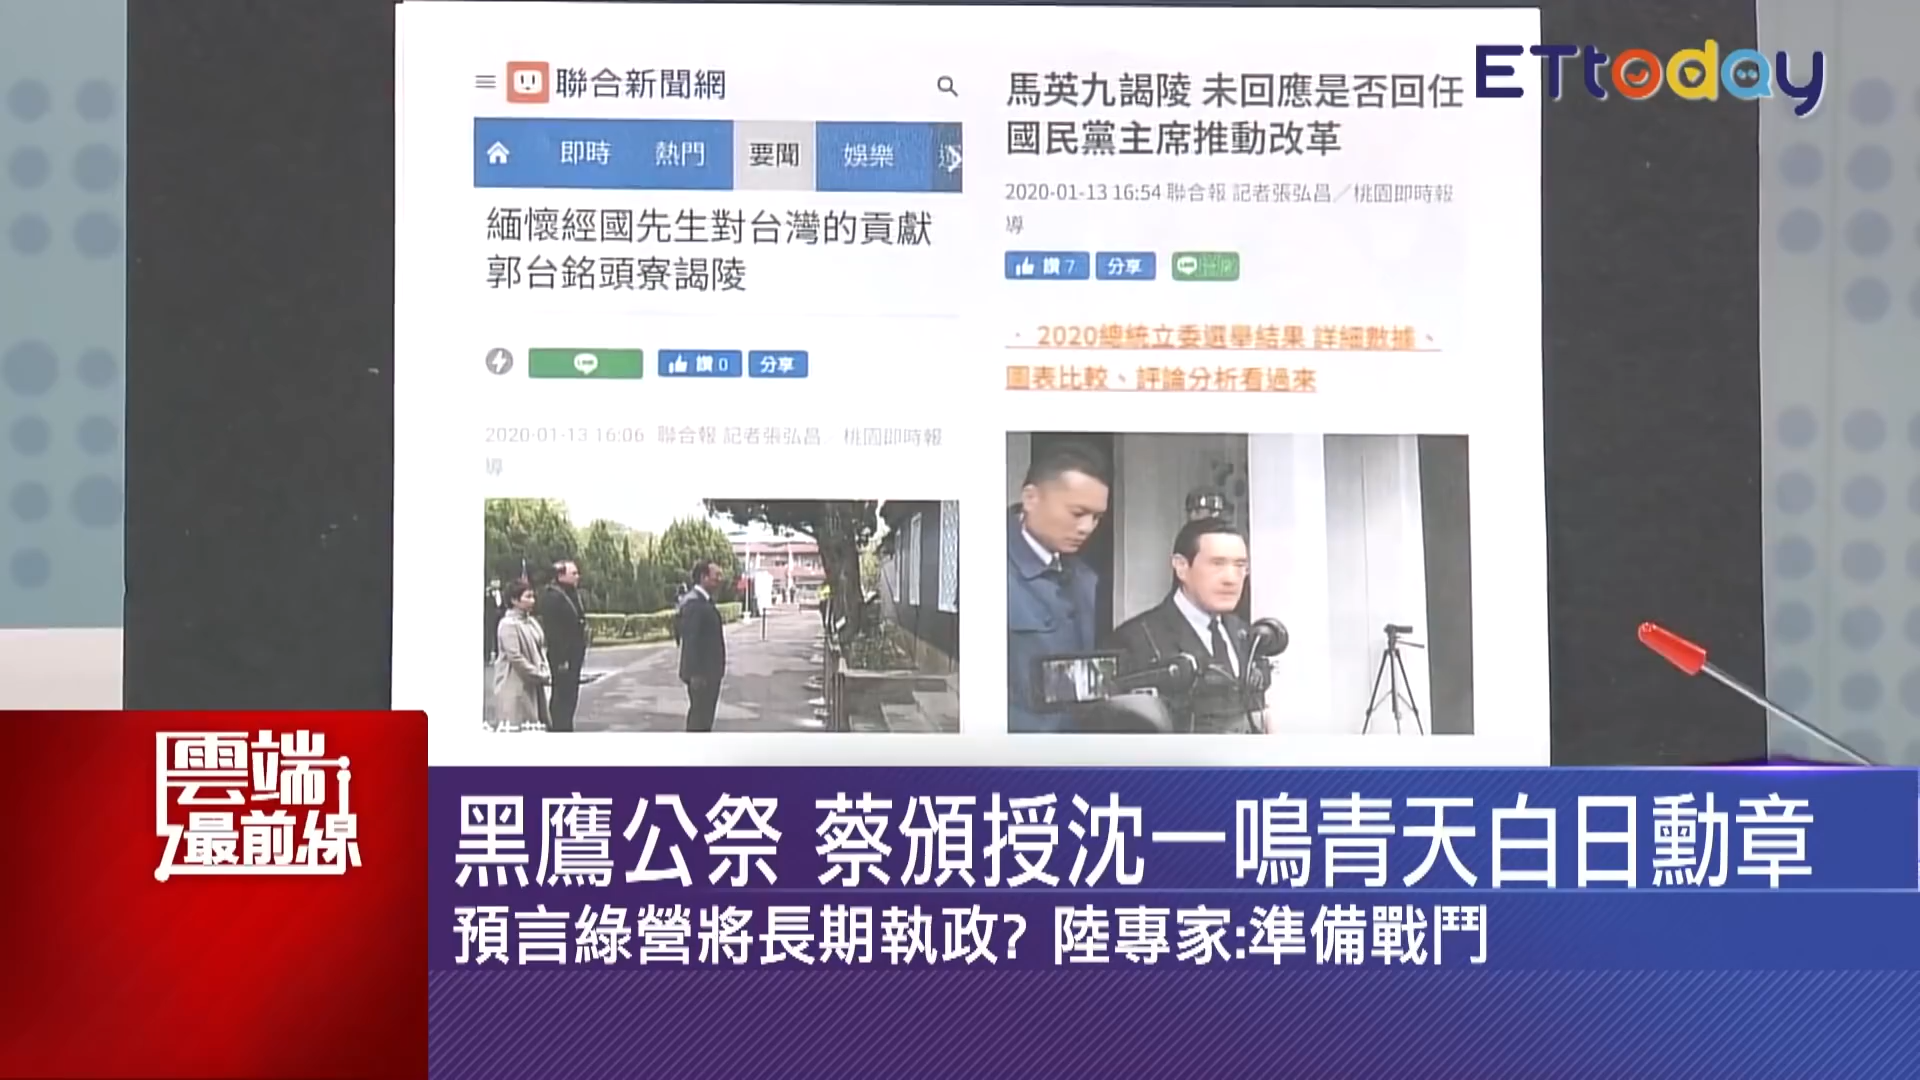 聯合新聞網
即時 熱門 要聞 娛樂
緬懷經國先生對台灣的貢獻
郭台銘頭寮謁陵
讚 0 分享
2020-01-13 16:06 聯合報 記者張弘昌／桃園即時報
導
馬英九謁陵 未回應是否回任
國民黨主席推動改革
2020-01-13 16:54 聯合報 記者張弘昌／桃園即時報
導
讚 7 分享
· 2020總統立委選舉結果 詳細數據、
圖表比較、評論分析看過來
ETtoday
雲端
最前線
黑鷹公祭 蔡頒授沈一鳴青天白日勳章
預言綠營將長期執政? 陸專家:準備戰鬥